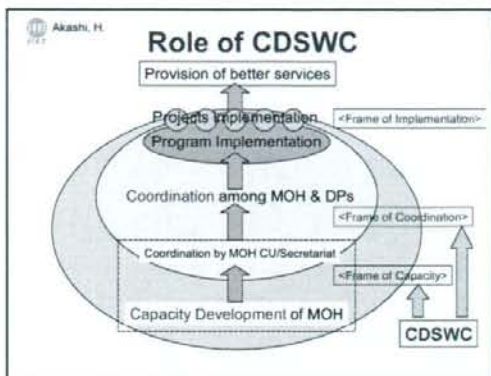 Akashi, H.
Role of CDSWC
Provision of better services
Projects Implementation
<Frame of Implementation>
Program Implementation
Coordination among MOH & DPs
<Frame of Coordination>
Coordination by MOH CU/Secretariat
<Frame of Capacity>
Capacity Development of MOH
CDSWC